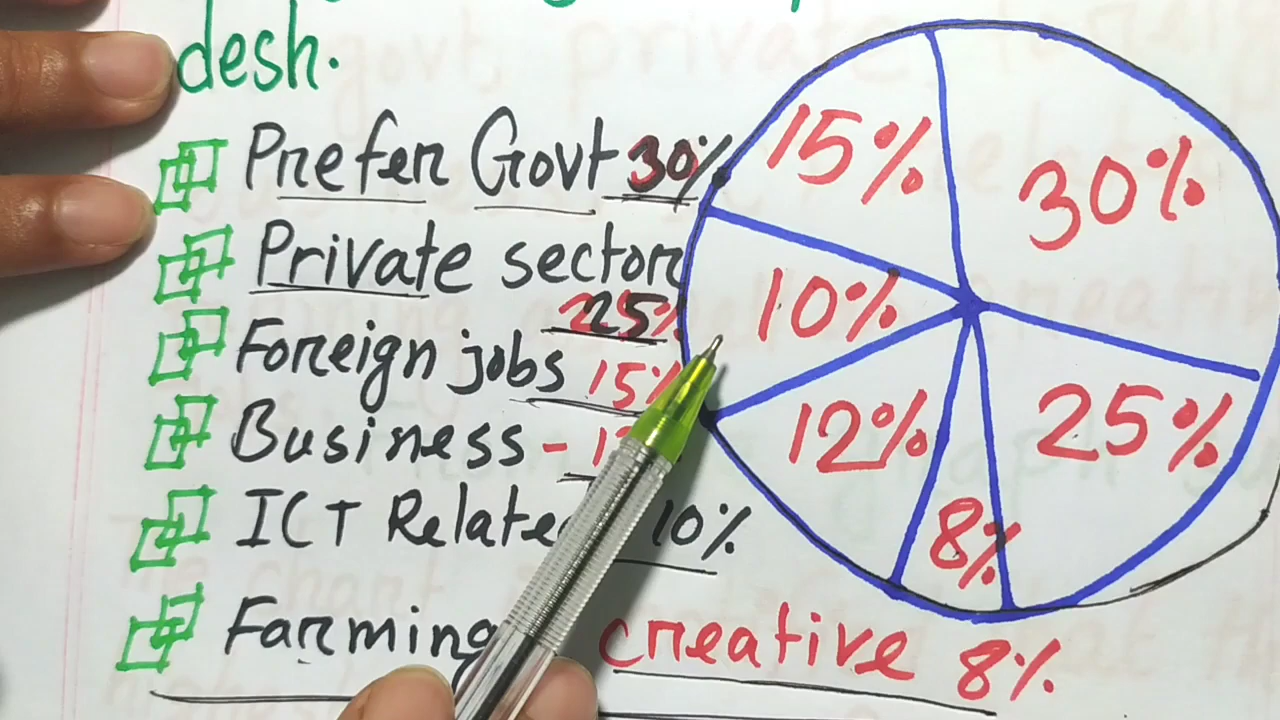 desh.
Prefer Govt 30%
Private sector
25%
Foreign jobs 15%
Business -
ICT 10%
Farming creative 8%
15%
30%
10%
12%
25%
8%